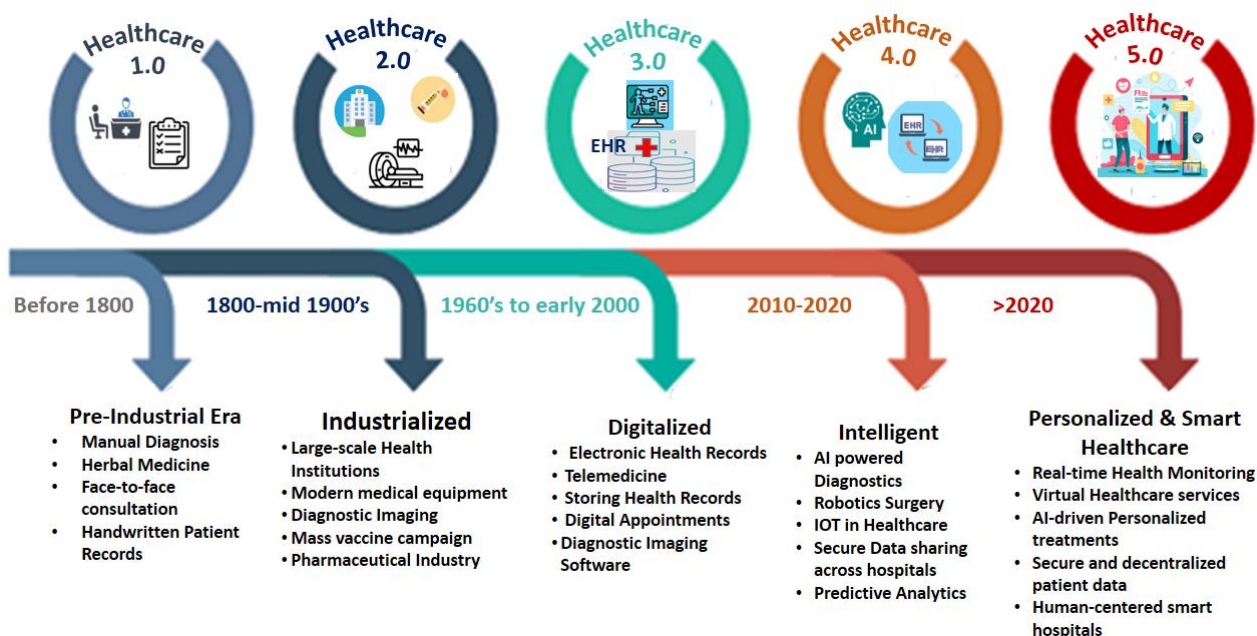 Healthcare
1.0
Healthcare
2.0
Healthcare
3.0
EHR
Healthcare
4.0
AI
EHR
EHR
Healthcare
5.0
Before 1800
1800-mid 1900's
1960's to early 2000
2010-2020
>2020
Pre-Industrial Era
• Manual Diagnosis
• Herbal Medicine
• Face-to-face
consultation
• Handwritten Patient
Records
Industrialized
• Large-scale Health
Institutions
• Modern medical equipment
• Diagnostic Imaging
• Mass vaccine campaign
• Pharmaceutical Industry
Digitalized
• Electronic Health Records
• Telemedicine
• Storing Health Records
• Digital Appointments
• Diagnostic Imaging
Software
Intelligent
• AI powered
Diagnostics
• Robotics Surgery
• IOT in Healthcare
• Secure Data sharing
across hospitals
• Predictive Analytics
Personalized & Smart
Healthcare
• Real-time Health Monitoring
• Virtual Healthcare services
• AI-driven Personalized
treatments
• Secure and decentralized
patient data
• Human-centered smart
hospitals